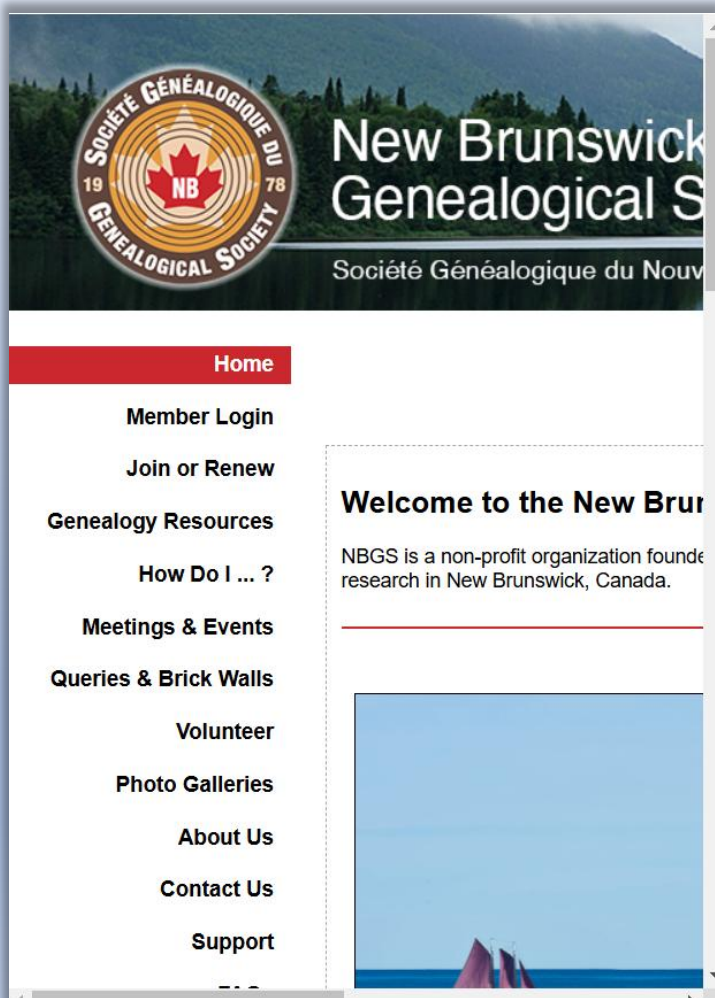 SOCIÉTÉ GÉNÉALOGIQUE DU
19 NB 78
GENEALOGICAL SOCIETY
New Brunswick
Genealogical S
Société Généalogique du Nouv
Home
Member Login
Join or Renew
Genealogy Resources
How Do I ... ?
Meetings & Events
Queries & Brick Walls
Volunteer
Photo Galleries
About Us
Contact Us
Support
Welcome to the New Brun
NBGS is a non-profit organization founde
research in New Brunswick, Canada.